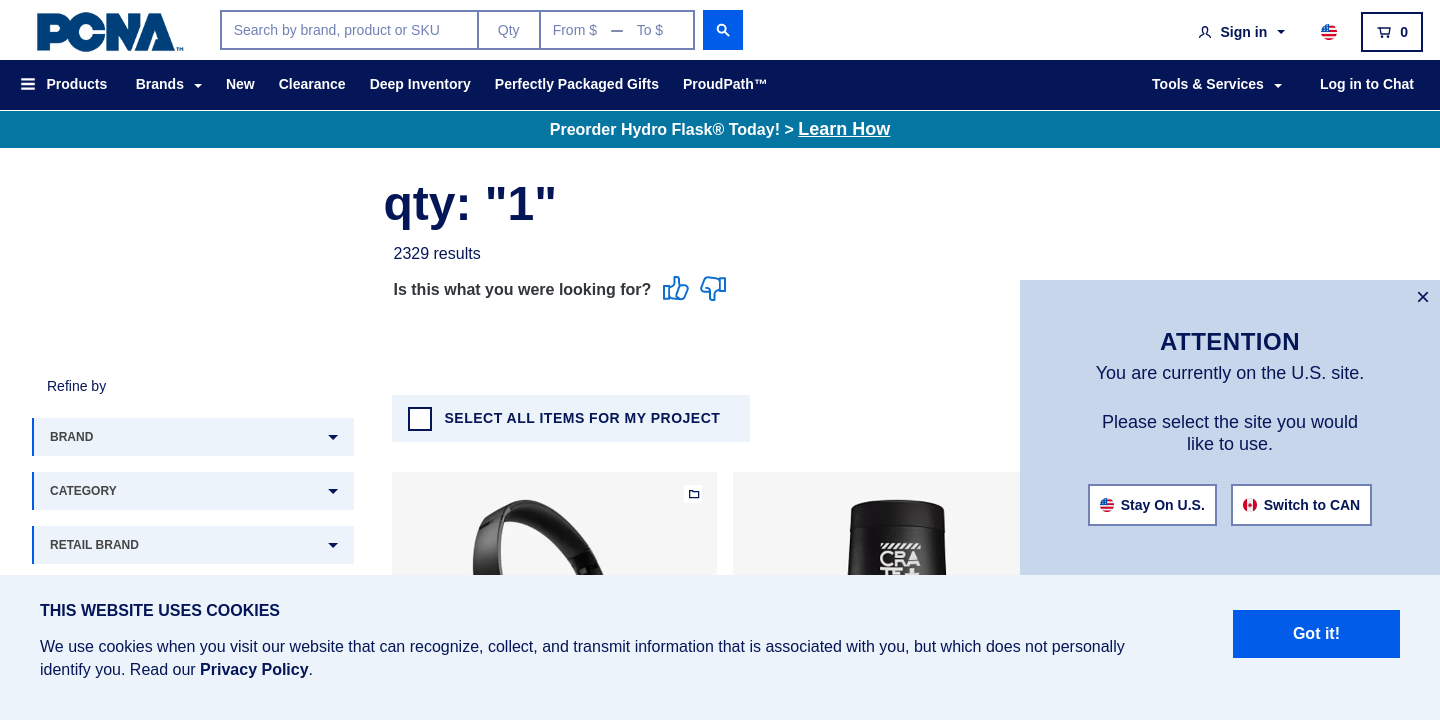 PCNA™
Search by brand, product or SKU
Qty
From $ — To $
Sign in
0
Products
Brands
New
Clearance
Deep Inventory
Perfectly Packaged Gifts
ProudPath™
Tools & Services
Log in to Chat
Preorder Hydro Flask® Today! > Learn How
qty: "1"
2329 results
Is this what you were looking for?
Refine by
BRAND
CATEGORY
RETAIL BRAND
SELECT ALL ITEMS FOR MY PROJECT
ATTENTION
You are currently on the U.S. site.
Please select the site you would
like to use.
Stay On U.S.
Switch to CAN
THIS WEBSITE USES COOKIES
We use cookies when you visit our website that can recognize, collect, and transmit information that is associated with you, but which does not personally
identify you. Read our Privacy Policy.
Got it!